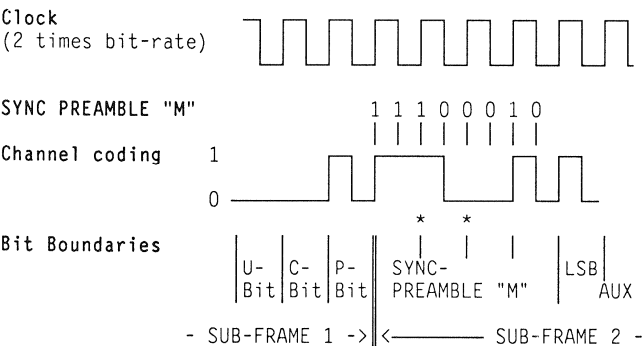 Clock
(2 times bit-rate)
SYNC PREAMBLE "M"
1 1 1 0 0 0 1 0
Channel coding 1
0
* *
Bit Boundaries
U- C- P- SYNC- LSB
Bit Bit Bit PREAMBLE "M" AUX
- SUB-FRAME 1 -> <——— SUB-FRAME 2 -